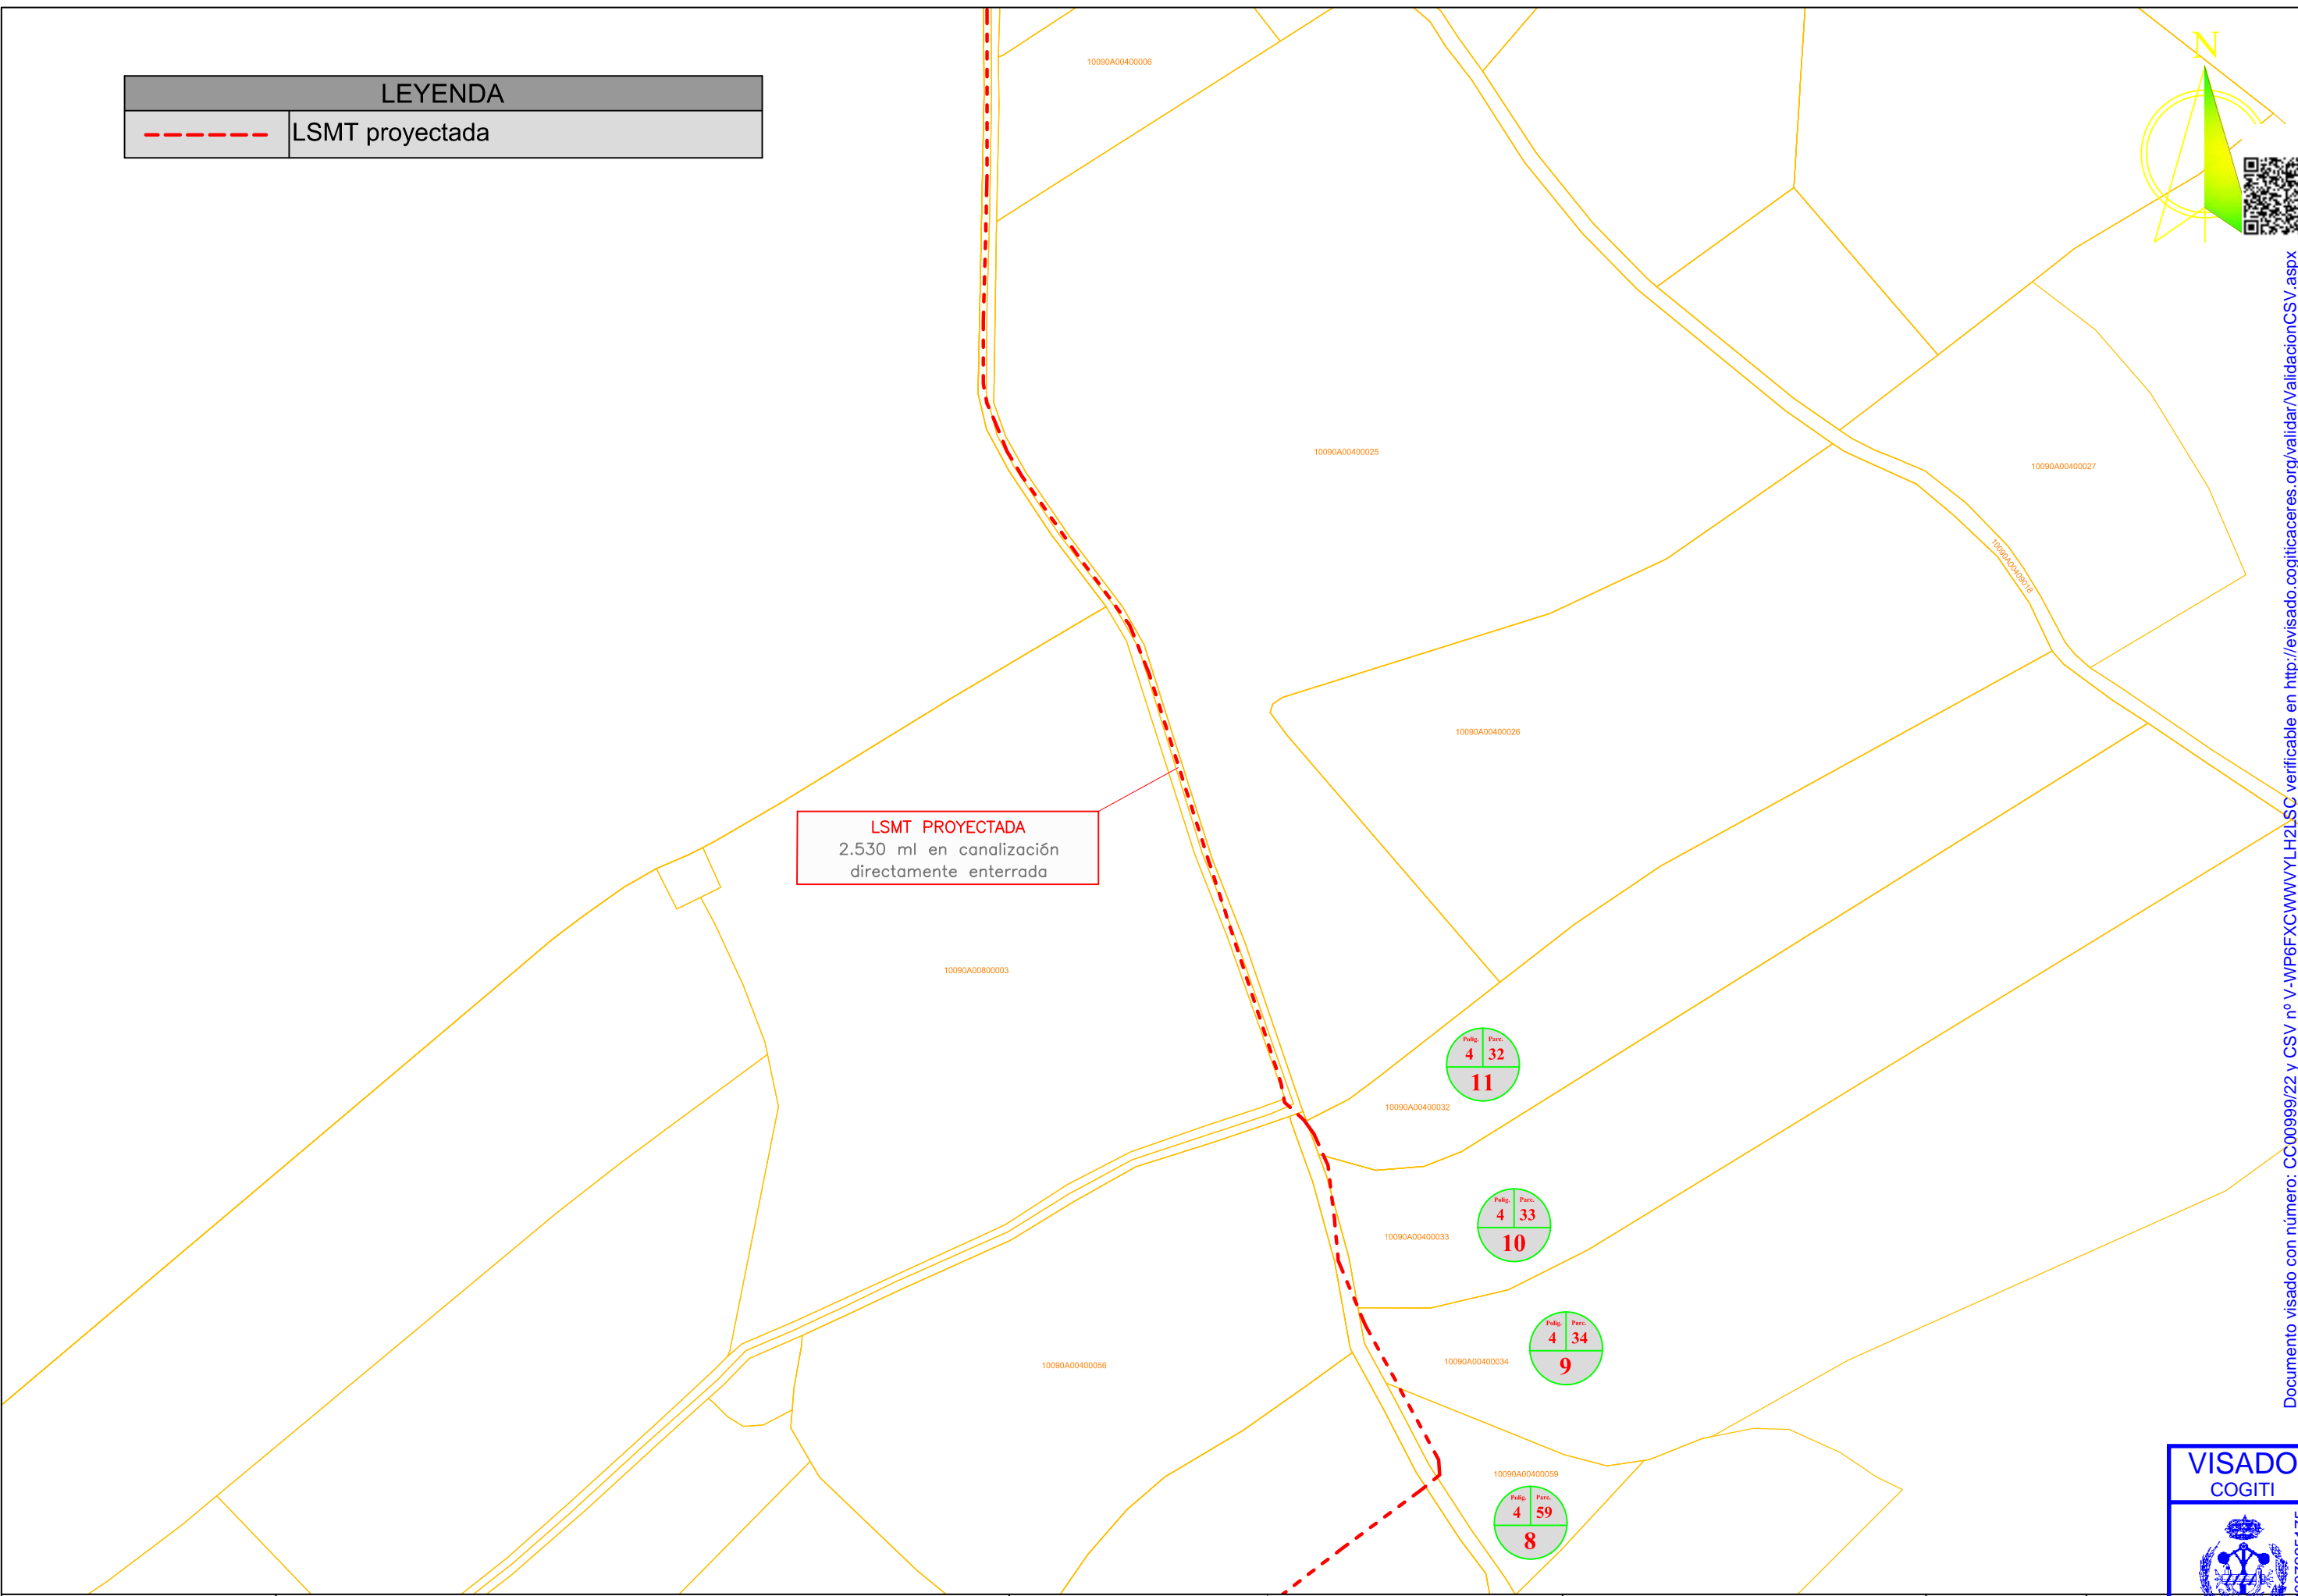 LEYENDA
LSMT proyectada
N
10090A00400006
10090A00400025
10090A00400027
10090A00409018
10090A00400026
LSMT PROYECTADA
2.530 ml en canalización
directamente enterrada
10090A00800003
Polig. Parc.
4 32
11
10090A00400032
Polig. Parc.
4 33
10
10090A00400033
Polig. Parc.
4 34
9
10090A00400034
10090A00400056
10090A00400059
Polig. Parc.
4 59
8
Documento visado con número: CC00999/22 y CSV nº V-WP6FXCWWVYLH2LSC verificable en http://evisado.cogiticaceres.org/validar/ValidacionCSV.aspx
VISADO
COGITI